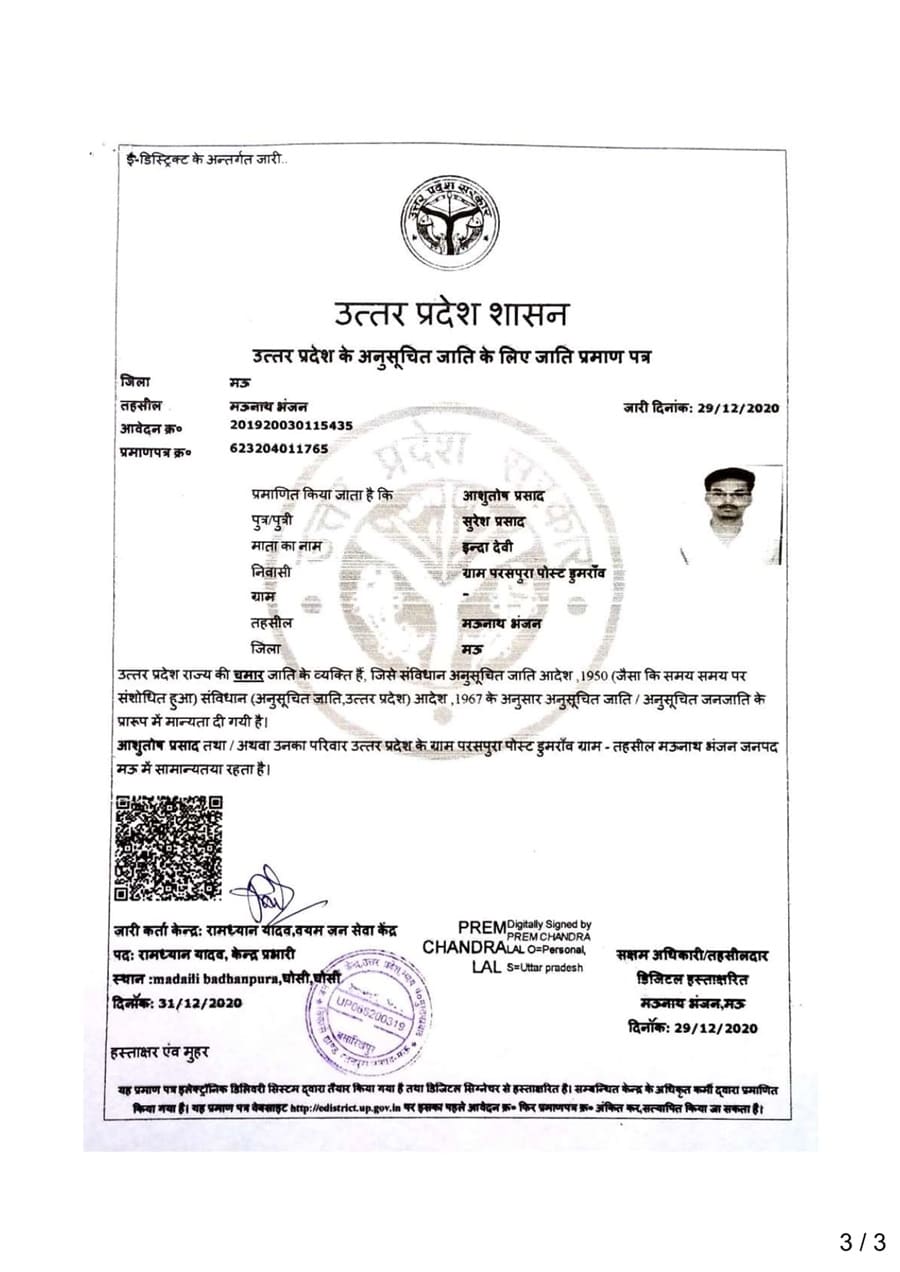 ई-डिस्ट्रिक्ट के अन्तर्गत जारी..
उत्तर प्रदेश सरकार
उत्तर प्रदेश शासन
उत्तर प्रदेश के अनुसूचित जाति के लिए जाति प्रमाण पत्र
जिला मऊ
तहसील मऊनाथ भंजन जारी दिनांक: 29/12/2020
आवेदन क्र० 201920030115435
प्रमाणपत्र क्र० 623204011765
प्रमाणित किया जाता है कि आशुतोष प्रसाद
पुत्र/पुत्री सुरेश प्रसाद
माता का नाम इन्द्रा देवी
निवासी ग्राम परसपुरा पोस्ट डुमराँव
ग्राम -
तहसील मऊनाथ भंजन
जिला मऊ
उत्तर प्रदेश राज्य की चमार जाति के व्यक्ति हैं, जिसे संविधान अनुसूचित जाति आदेश ,1950 (जैसा कि समय समय पर
संशोधित हुआ) संविधान (अनुसूचित जाति,उत्तर प्रदेश) आदेश ,1967 के अनुसार अनुसूचित जाति / अनुसूचित जनजाति के
प्रारूप में मान्यता दी गयी है।
आशुतोष प्रसाद तथा / अथवा उनका परिवार उत्तर प्रदेश के ग्राम परसपुरा पोस्ट डुमराँव ग्राम - तहसील मऊनाथ भंजन जनपद
मऊ में सामान्यतया रहता है।
जारी कर्ता केन्द्र: रामध्यान यादव,वयम जन सेवा केंद्र
पद: रामध्यान यादव, केन्द्र प्रभारी
स्थान :madaili badhanpura,घोसी,घोसी
दिनाँक: 31/12/2020
हस्ताक्षर एंव मुहर
UP065200319
PREM CHANDRA LAL
Digitally Signed by
PREM CHANDRA
LAL O=Personal,
S=Uttar pradesh
सक्षम अधिकारी/तहसीलदार
डिजिटल हस्ताक्षरित
मऊनाथ भंजन,मऊ
दिनाँक: 29/12/2020
यह प्रमाण पत्र इलेक्ट्रॉनिक डिलिवरी सिस्टम द्वारा तैयार किया गया है तथा डिजिटल सिग्नेचर से हस्ताक्षरित है। सम्बन्धित केन्द्र के अधिकृत कर्मी द्वारा प्रमाणित
किया गया है। यह प्रमाण पत्र वेबसाइट http://edistrict.up.gov.in पर इसका पहले आवेदन क्र० फिर प्रमाणपत्र क्र० अंकित कर,सत्यापित किया जा सकता है।
3 / 3